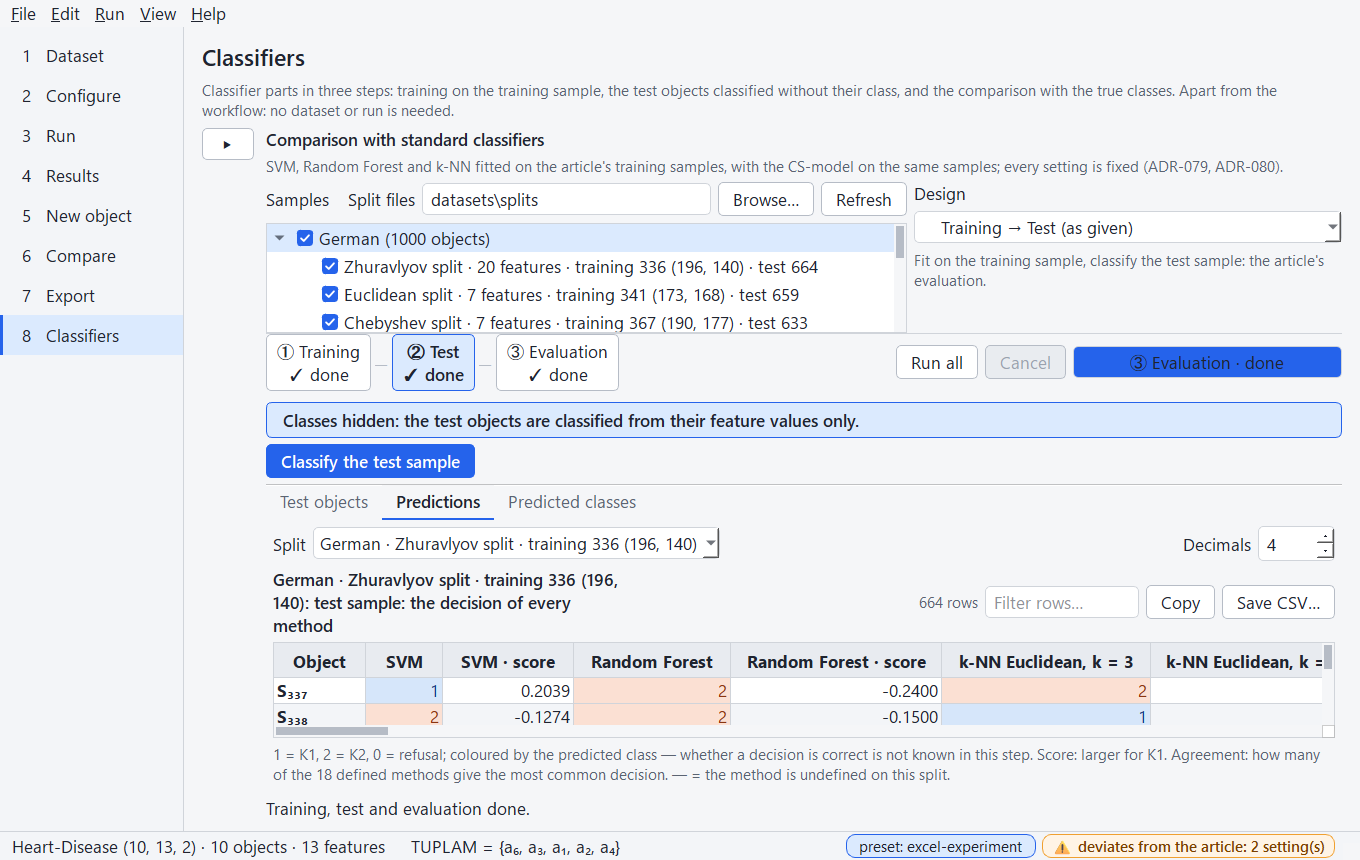 File Edit Run View Help
1 Dataset
2 Configure
3 Run
4 Results
5 New object
6 Compare
7 Export
8 Classifiers
Classifiers
Classifier parts in three steps: training on the training sample, the test objects classified without their class, and the comparison with the true classes. Apart from the
workflow: no dataset or run is needed.
Comparison with standard classifiers
SVM, Random Forest and k-NN fitted on the article's training samples, with the CS-model on the same samples; every setting is fixed (ADR-079, ADR-080).
Samples Split files datasets\splits Browse... Refresh
Design
Training → Test (as given)
Fit on the training sample, classify the test sample: the article's
evaluation.
German (1000 objects)
Zhuravlyov split · 20 features · training 336 (196, 140) · test 664
Euclidean split · 7 features · training 341 (173, 168) · test 659
Chebyshev split · 7 features · training 367 (190, 177) · test 633
① Training
✓ done
② Test
✓ done
③ Evaluation
✓ done
Run all Cancel ③ Evaluation · done
Classes hidden: the test objects are classified from their feature values only.
Classify the test sample
Test objects Predictions Predicted classes
Split German · Zhuravlyov split · training 336 (196, 140) Decimals 4
German · Zhuravlyov split · training 336 (196,
140): test sample: the decision of every
method
664 rows Filter rows... Copy Save CSV...
Object SVM SVM · score Random Forest Random Forest · score k-NN Euclidean, k = 3 k-NN Euclidean, k =
S₃₃₇ 1 0.2039 2 -0.2400 2
S₃₃₈ 2 -0.1274 2 -0.1500 1
1 = K1, 2 = K2, 0 = refusal; coloured by the predicted class — whether a decision is correct is not known in this step. Score: larger for K1. Agreement: how many
of the 18 defined methods give the most common decision. — = the method is undefined on this split.
Training, test and evaluation done.
Heart-Disease (10, 13, 2) · 10 objects · 13 features TUPLAM = {a₆, a₃, a₁, a₂, a₄} preset: excel-experiment ⚠ deviates from the article: 2 setting(s)